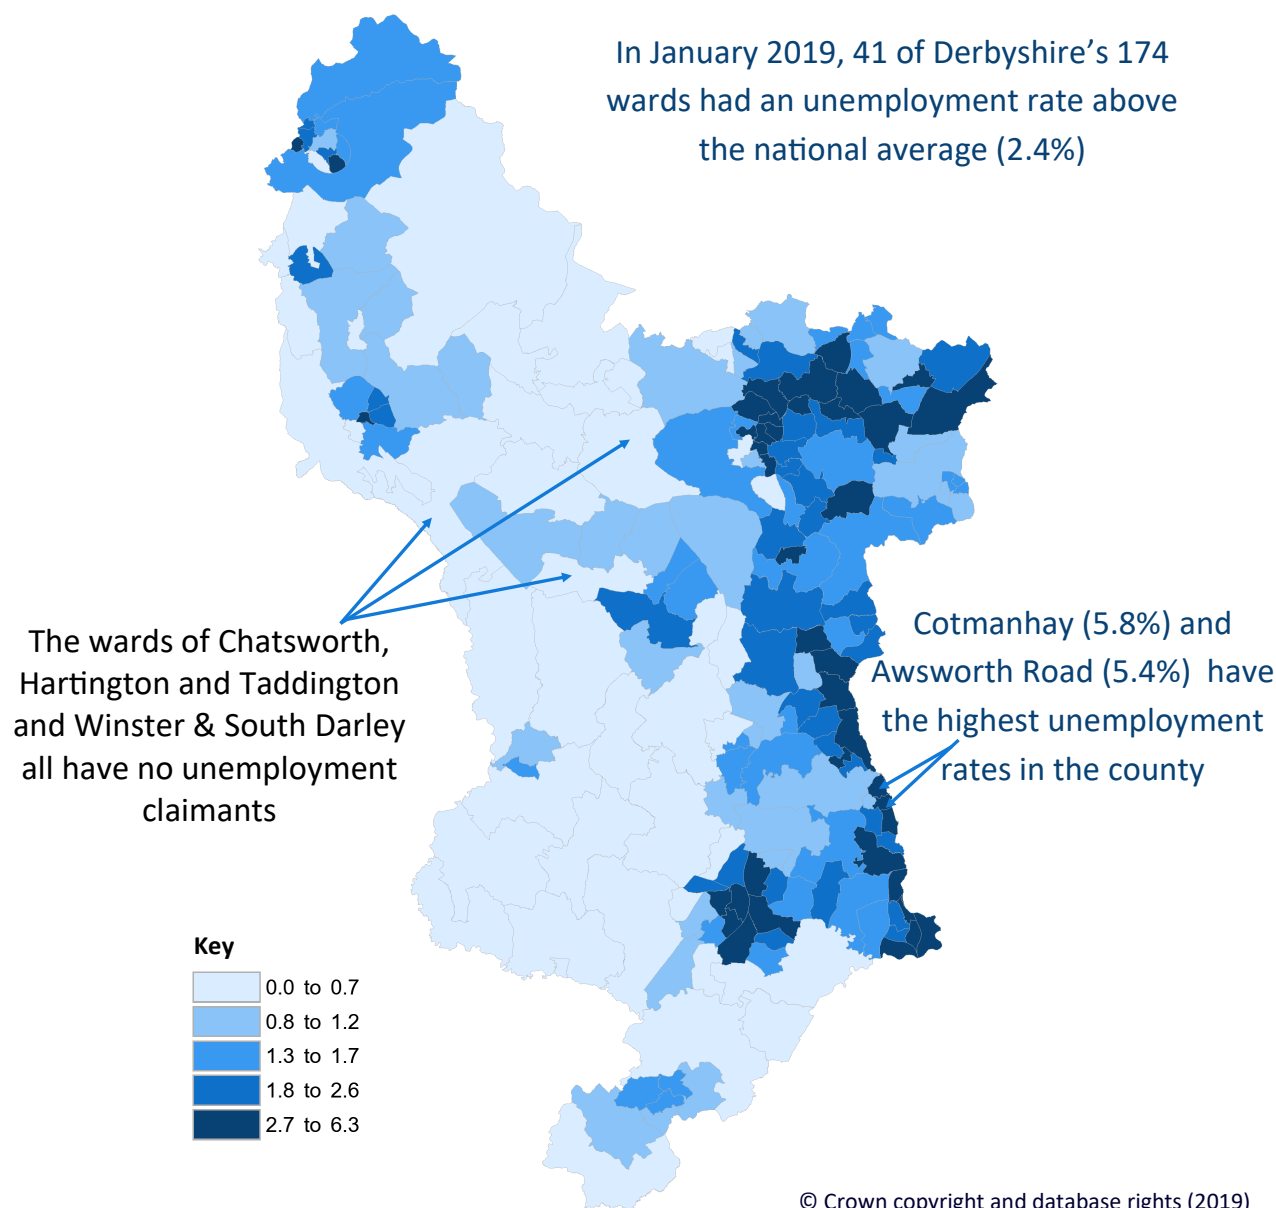 In January 2019, 41 of Derbyshire’s 174
wards had an unemployment rate above
the national average (2.4%)
The wards of Chatsworth,
Hartington and Taddington
and Winster & South Darley
all have no unemployment
claimants
Cotmanhay (5.8%) and
Awsworth Road (5.4%) have
the highest unemployment
rates in the county
Key
0.0 to 0.7
0.8 to 1.2
1.3 to 1.7
1.8 to 2.6
2.7 to 6.3
© Crown copyright and database rights (2019)